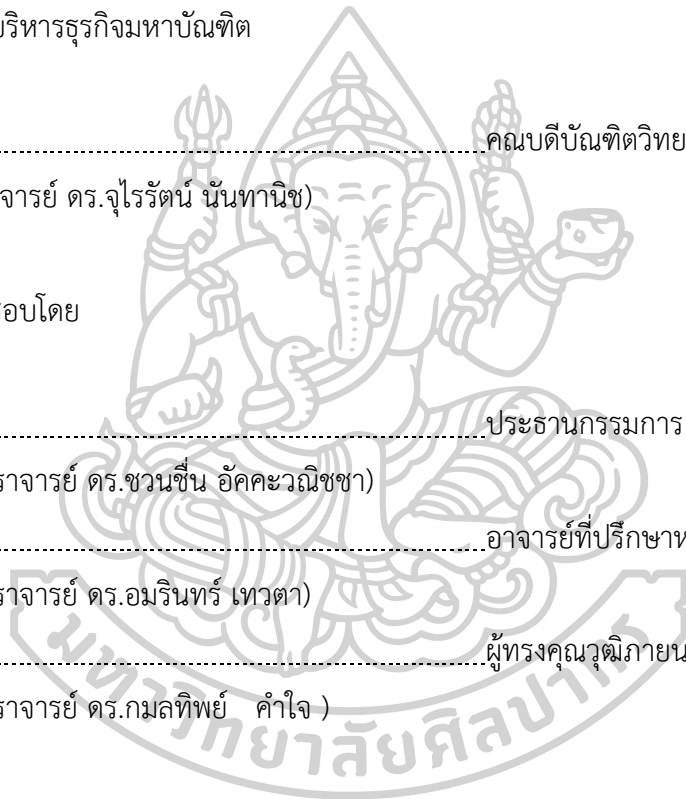 บริหารธุรกิจมหาบัณฑิต
คณบดีบัณฑิตวิทย
จารย์ ดร.จุไรรัตน์ นันทานิช)
สอบโดย
ประธานกรรมการ
ราจารย์ ดร.ชวนชื่น อัคคะวณิชชา)
อาจารย์ที่ปรึกษาห
ราจารย์ ดร.อมรินทร์ เทวตา)
ผู้ทรงคุณวุฒิภายน
ราจารย์ ดร.กมลทิพย์ คำใจ )
มหาวิทยาลัยศิลปากร